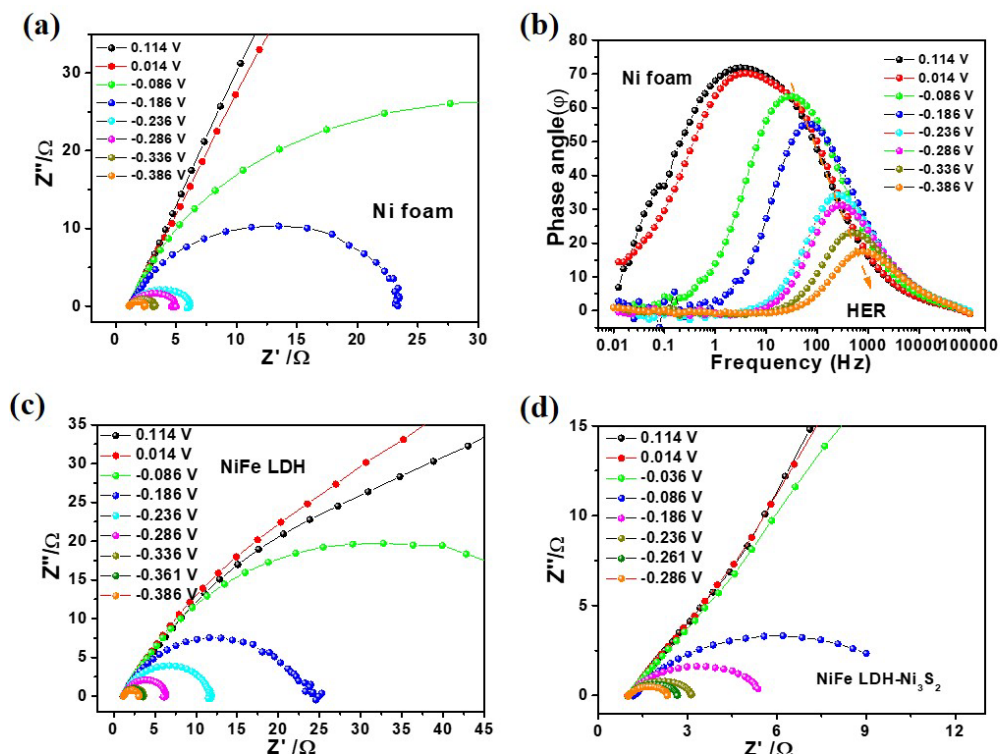 (a)
35
30
20
10
0
0
5
10
15
20
25
30
Z''/Ω
Z' /Ω
0.114 V
0.014 V
-0.086 V
-0.186 V
-0.236 V
-0.286 V
-0.336 V
-0.386 V
Ni foam
(b)
80
70
60
50
40
30
20
10
0
0.01
0.1
1
10
100
1000
10000
100000
Phase angle(φ)
Frequency (Hz)
Ni foam
0.114 V
0.014 V
-0.086 V
-0.186 V
-0.236 V
-0.286 V
-0.336 V
-0.386 V
HER
(c)
35
30
25
20
15
10
5
0
0
5
10
15
20
25
30
35
40
45
Z''/Ω
Z' /Ω
0.114 V
0.014 V
-0.086 V
-0.186 V
-0.236 V
-0.286 V
-0.336 V
-0.361 V
-0.386 V
NiFe LDH
(d)
15
10
5
0
0
3
6
9
12
Z''/Ω
Z' /Ω
0.114 V
0.014 V
-0.036 V
-0.086 V
-0.186 V
-0.236 V
-0.261 V
-0.286 V
NiFe LDH-Ni₃S₂